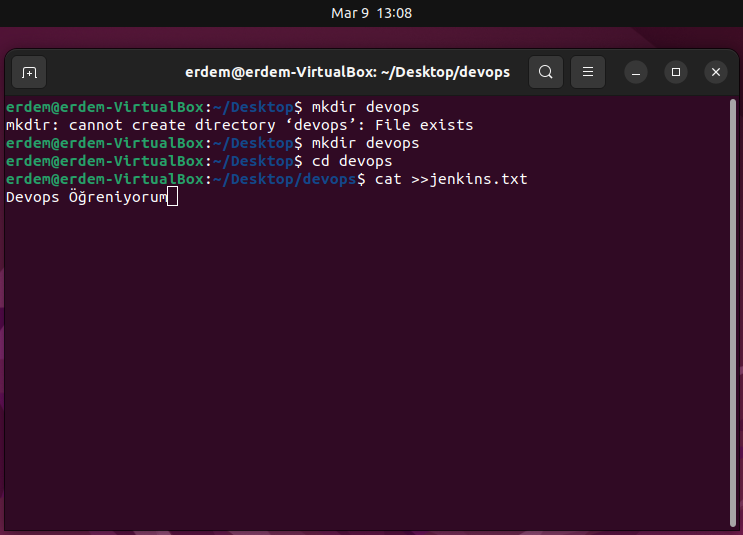 Mar 9 13:08
erdem@erdem-VirtualBox: ~/Desktop/devops
erdem@erdem-VirtualBox:~/Desktop$ mkdir devops
mkdir: cannot create directory ‘devops’: File exists
erdem@erdem-VirtualBox:~/Desktop$ mkdir devops
erdem@erdem-VirtualBox:~/Desktop$ cd devops
erdem@erdem-VirtualBox:~/Desktop/devops$ cat >>jenkins.txt
Devops Öğreniyorum